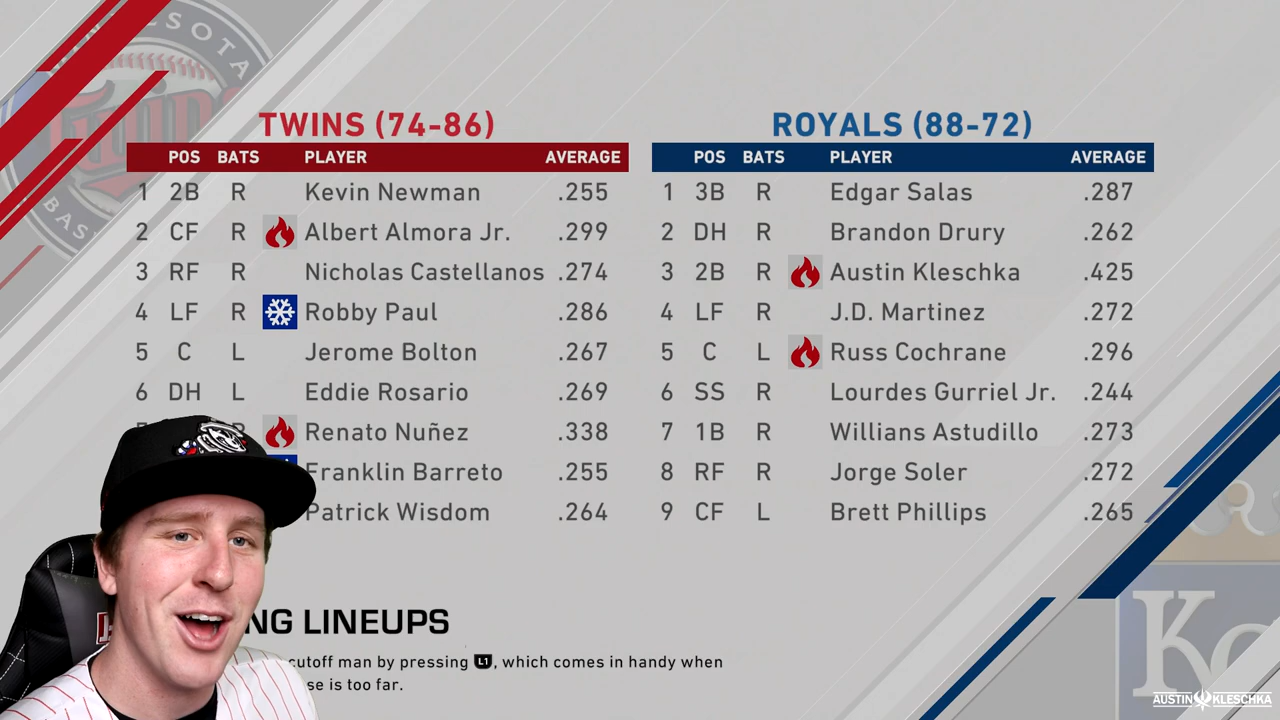 TWINS (74-86)
POS BATS PLAYER AVERAGE
1 2B R Kevin Newman .255
2 CF R Albert Almora Jr. .299
3 RF R Nicholas Castellanos .274
4 LF R Robby Paul .286
5 C L Jerome Bolton .267
6 DH L Eddie Rosario .269
Renato Nuñez .338
Franklin Barreto .255
Patrick Wisdom .264
ROYALS (88-72)
POS BATS PLAYER AVERAGE
1 3B R Edgar Salas .287
2 DH R Brandon Drury .262
3 2B R Austin Kleschka .425
4 LF R J.D. Martinez .272
5 C L Russ Cochrane .296
6 SS R Lourdes Gurriel Jr. .244
7 1B R Willians Astudillo .273
8 RF R Jorge Soler .272
9 CF L Brett Phillips .265
NG LINEUPS
cutoff man by pressing L1, which comes in handy when
se is too far.
AUSTIN KLESCHKA